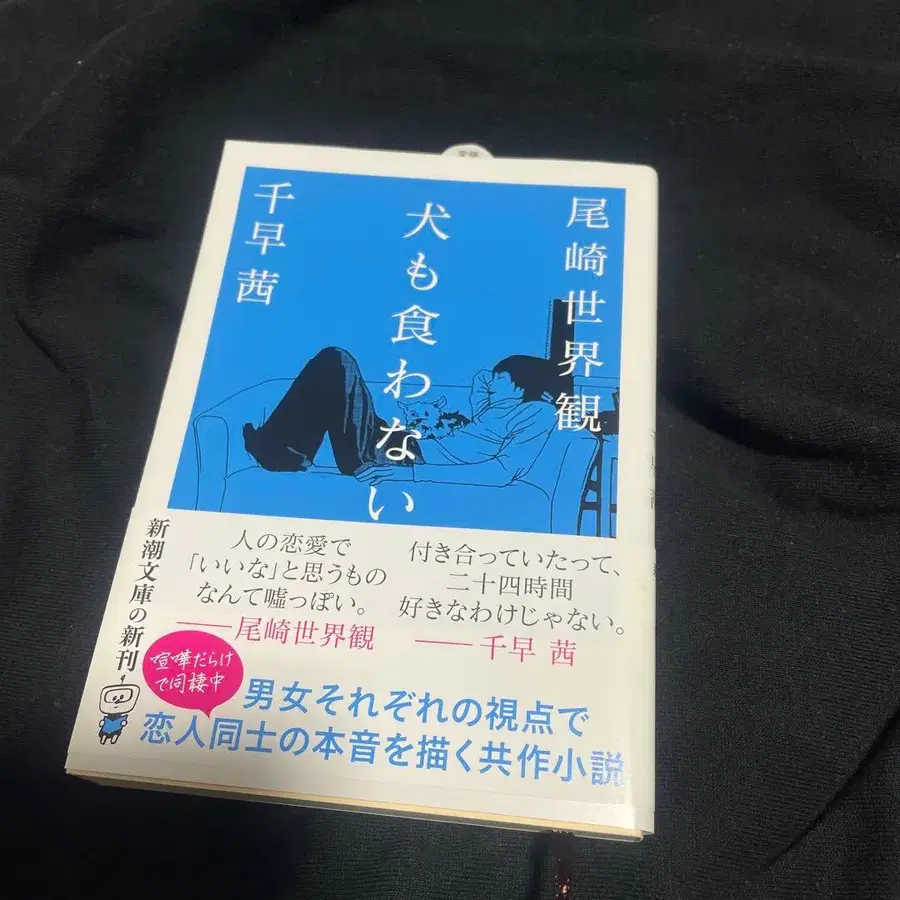 尾崎世界観
犬も食わない
千早茜
付き合っていたって、
二十四時間
好きなわけじゃない。
――千早 茜
人の恋愛で
「いいな」と思うもの
なんて嘘っぽい。
――尾崎世界観
新潮文庫の新刊
喧嘩だらけ
で同棲中
男女それぞれの視点で
恋人同士の本音を描く共作小説